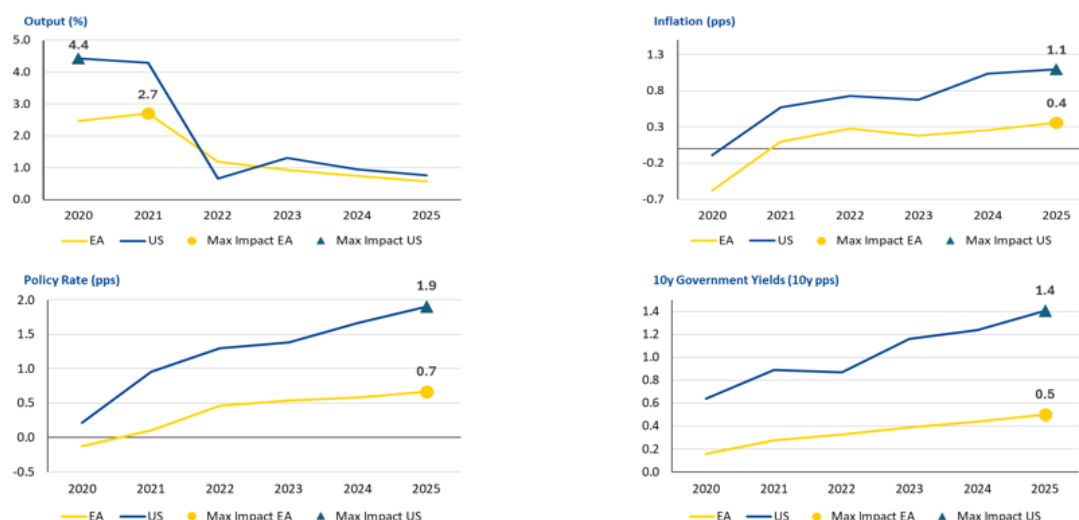 Output (%)
5.0
4.4
4.0
3.0
2.7
2.0
1.0
0.0
2020 2021 2022 2023 2024 2025
EA US Max Impact EA Max Impact US
Inflation (pps)
1.3
1.1
0.8
0.4
0.3
-0.2
-0.7
2020 2021 2022 2023 2024 2025
EA US Max Impact EA Max Impact US
Policy Rate (pps)
2.0
1.9
1.5
1.0
0.7
0.5
0.0
-0.5
2020 2021 2022 2023 2024 2025
EA US Max Impact EA Max Impact US
10y Government Yields (10y pps)
1.4
1.4
1.2
1.0
0.8
0.5
0.6
0.4
0.2
0.0
2020 2021 2022 2023 2024 2025
EA US Max Impact EA Max Impact US